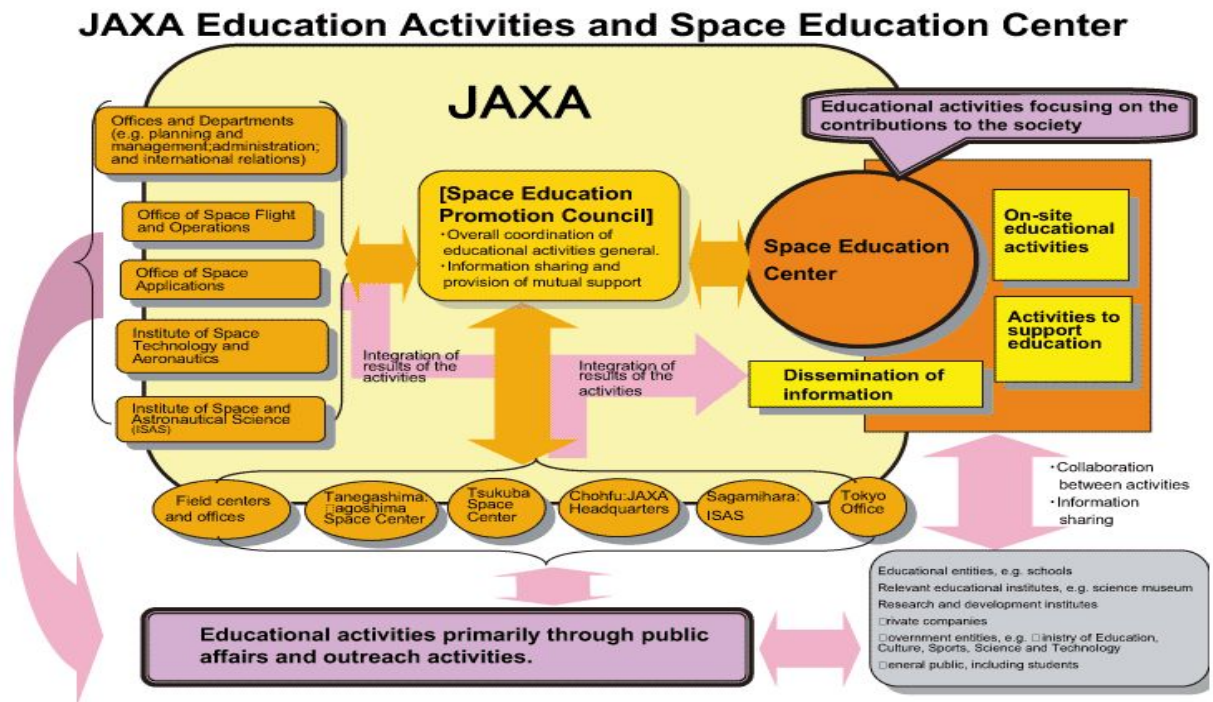 JAXA Education Activities and Space Education Center
JAXA
Educational activities focusing on the
contributions to the society
Offices and Departments
(e.g. planning and
management;administration;
and international relations)
Office of Space Flight
and Operations
Office of Space
Applications
Institute of Space
Technology and
Aeronautics
Institute of Space and
Astronautical Science
(ISAS)
[Space Education
Promotion Council]
・Overall coordination of
educational activities general.
・Information sharing and
provision of mutual support
Space Education
Center
On-site
educational
activities
Activities to
support
education
Dissemination of
information
Integration of
results of the
activities
Integration of
results of the
activities
Field centers
and offices
Tanegashima:
□agoshima
Space Center
Tsukuba
Space
Center
Chohfu:JAXA
Headquarters
Sagamihara:
ISAS
Tokyo
Office
・Collaboration
between activities
・Information
sharing
Educational entities, e.g. schools
Relevant educational institutes, e.g. science museum
Research and development institutes
□rivate companies
□overnment entities, e.g. □inistry of Education,
Culture, Sports, Science and Technology
□eneral public, including students
Educational activities primarily through public
affairs and outreach activities.